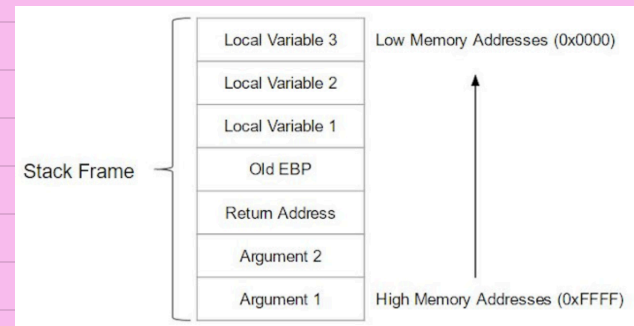 Local Variable 3 Low Memory Addresses (0x0000)
Local Variable 2
Local Variable 1
Stack Frame
Old EBP
Return Address
Argument 2
Argument 1 High Memory Addresses (0xFFFF)